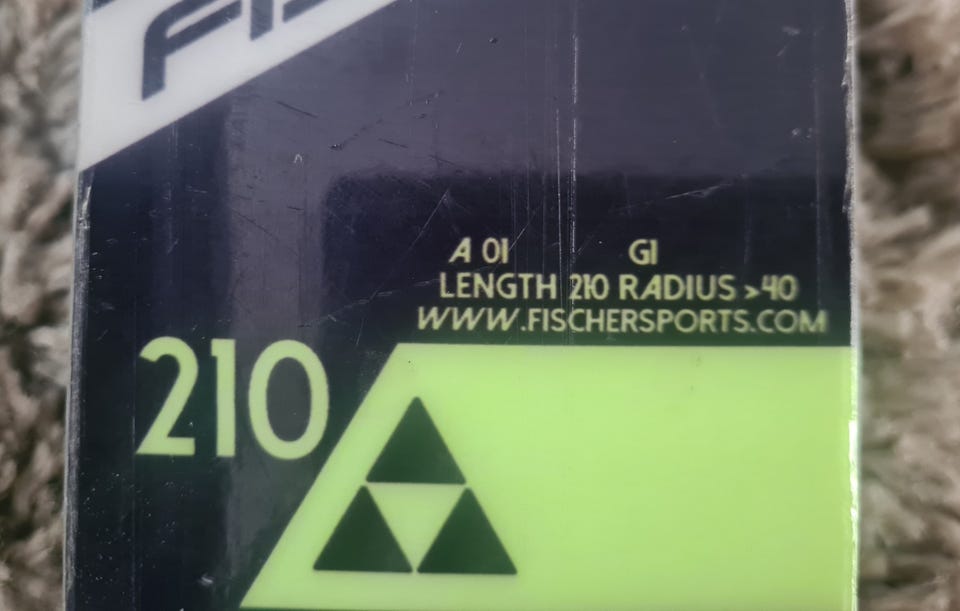 A 01 G1
LENGTH 210 RADIUS >40
WWW.FISCHERSPORTS.COM
210